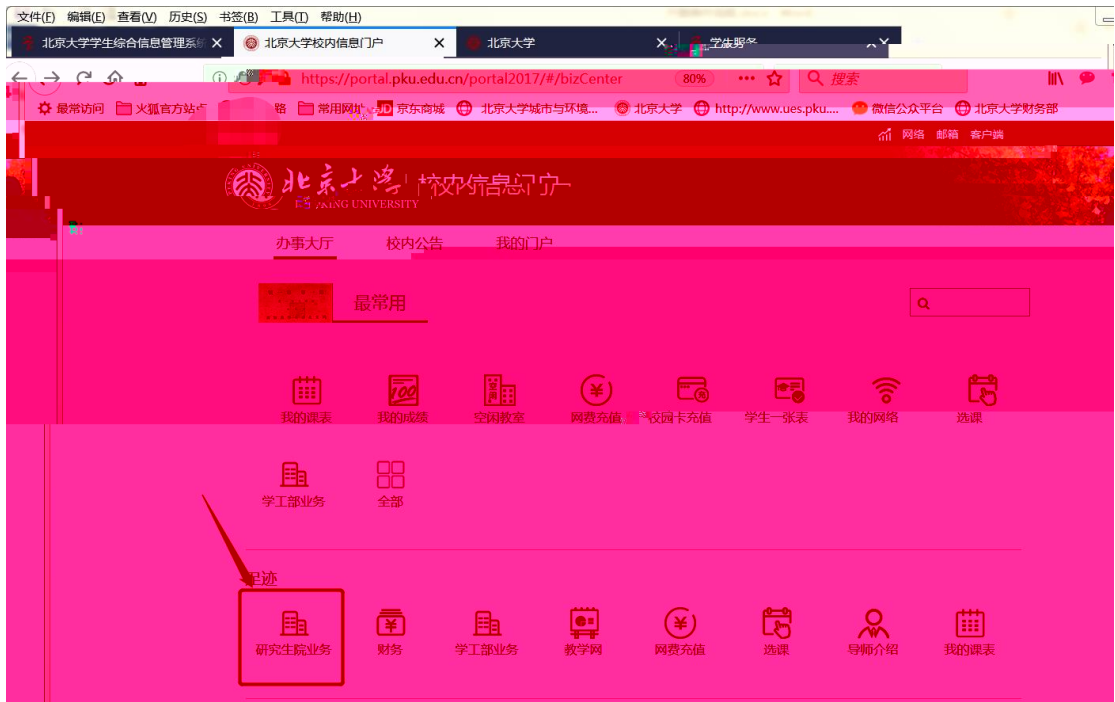 文件(F) 编辑(E) 查看(V) 历史(S) 书签(B) 工具(T) 帮助(H)
北京大学学生综合信息管理系统 北京大学校内信息门户 北京大学
https://portal.pku.edu.cn/portal2017/#/bizCenter 80% 搜索
最常访问 火狐官方站点 常用网址 JD 京东商城 北京大学城市与环境... 北京大学 http://www.ues.pku.... 微信公众平台 北京大学财务部
网络 邮箱 客户端
北京大学 校内信息门户
PEKING UNIVERSITY
办事大厅 校内公告 我的门户
最常用
我的课表 我的成绩 空闲教室 网费充值 校园卡充值 学生一张表 我的网络 选课
学工部业务 全部
足迹
研究生院业务 财务 学工部业务 教学网 网费充值 选课 导师介绍 我的课表